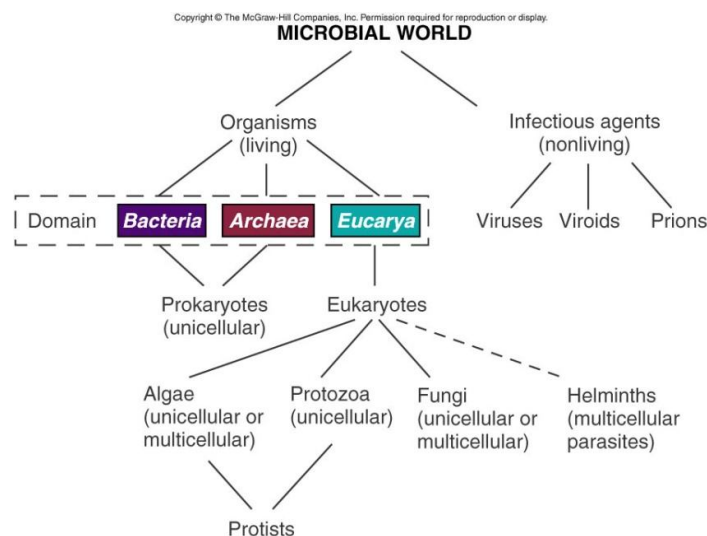 Copyright © The McGraw-Hill Companies, Inc. Permission required for reproduction or display.
MICROBIAL WORLD
Organisms
(living)
Infectious agents
(nonliving)
Domain
Bacteria
Archaea
Eucarya
Viruses
Viroids
Prions
Prokaryotes
(unicellular)
Eukaryotes
Algae
(unicellular or
multicellular)
Protozoa
(unicellular)
Fungi
(unicellular or
multicellular)
Helminths
(multicellular
parasites)
Protists